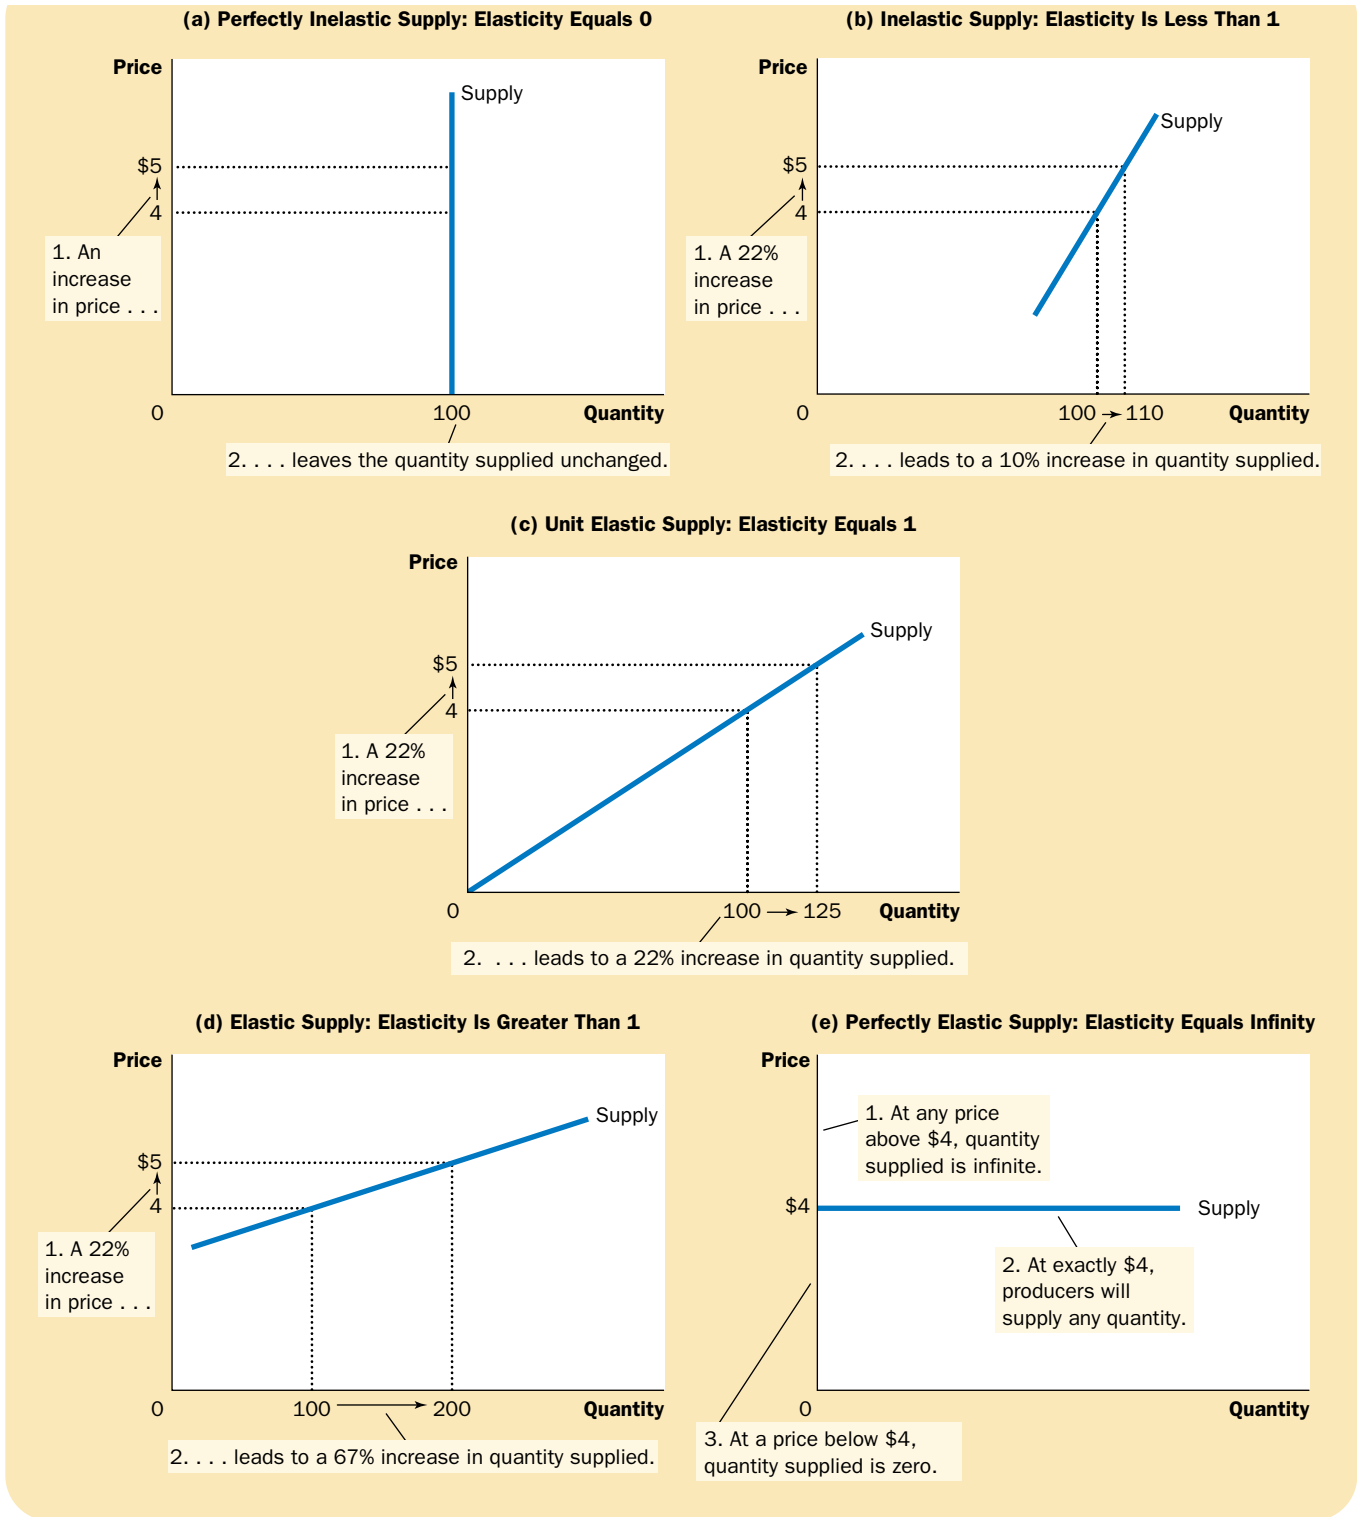 (a) Perfectly Inelastic Supply: Elasticity Equals 0
Price
Supply
$5
4
1. An
increase
in price . . .
0
100
Quantity
2. . . . leaves the quantity supplied unchanged.
(b) Inelastic Supply: Elasticity Is Less Than 1
Price
Supply
$5
4
1. A 22%
increase
in price . . .
0
100 → 110
Quantity
2. . . . leads to a 10% increase in quantity supplied.
(c) Unit Elastic Supply: Elasticity Equals 1
Price
Supply
$5
4
1. A 22%
increase
in price . . .
0
100 → 125
Quantity
2. . . . leads to a 22% increase in quantity supplied.
(d) Elastic Supply: Elasticity Is Greater Than 1
Price
Supply
$5
4
1. A 22%
increase
in price . . .
0
100 → 200
Quantity
2. . . . leads to a 67% increase in quantity supplied.
(e) Perfectly Elastic Supply: Elasticity Equals Infinity
Price
1. At any price
above $4, quantity
supplied is infinite.
$4
Supply
2. At exactly $4,
producers will
supply any quantity.
0
Quantity
3. At a price below $4,
quantity supplied is zero.